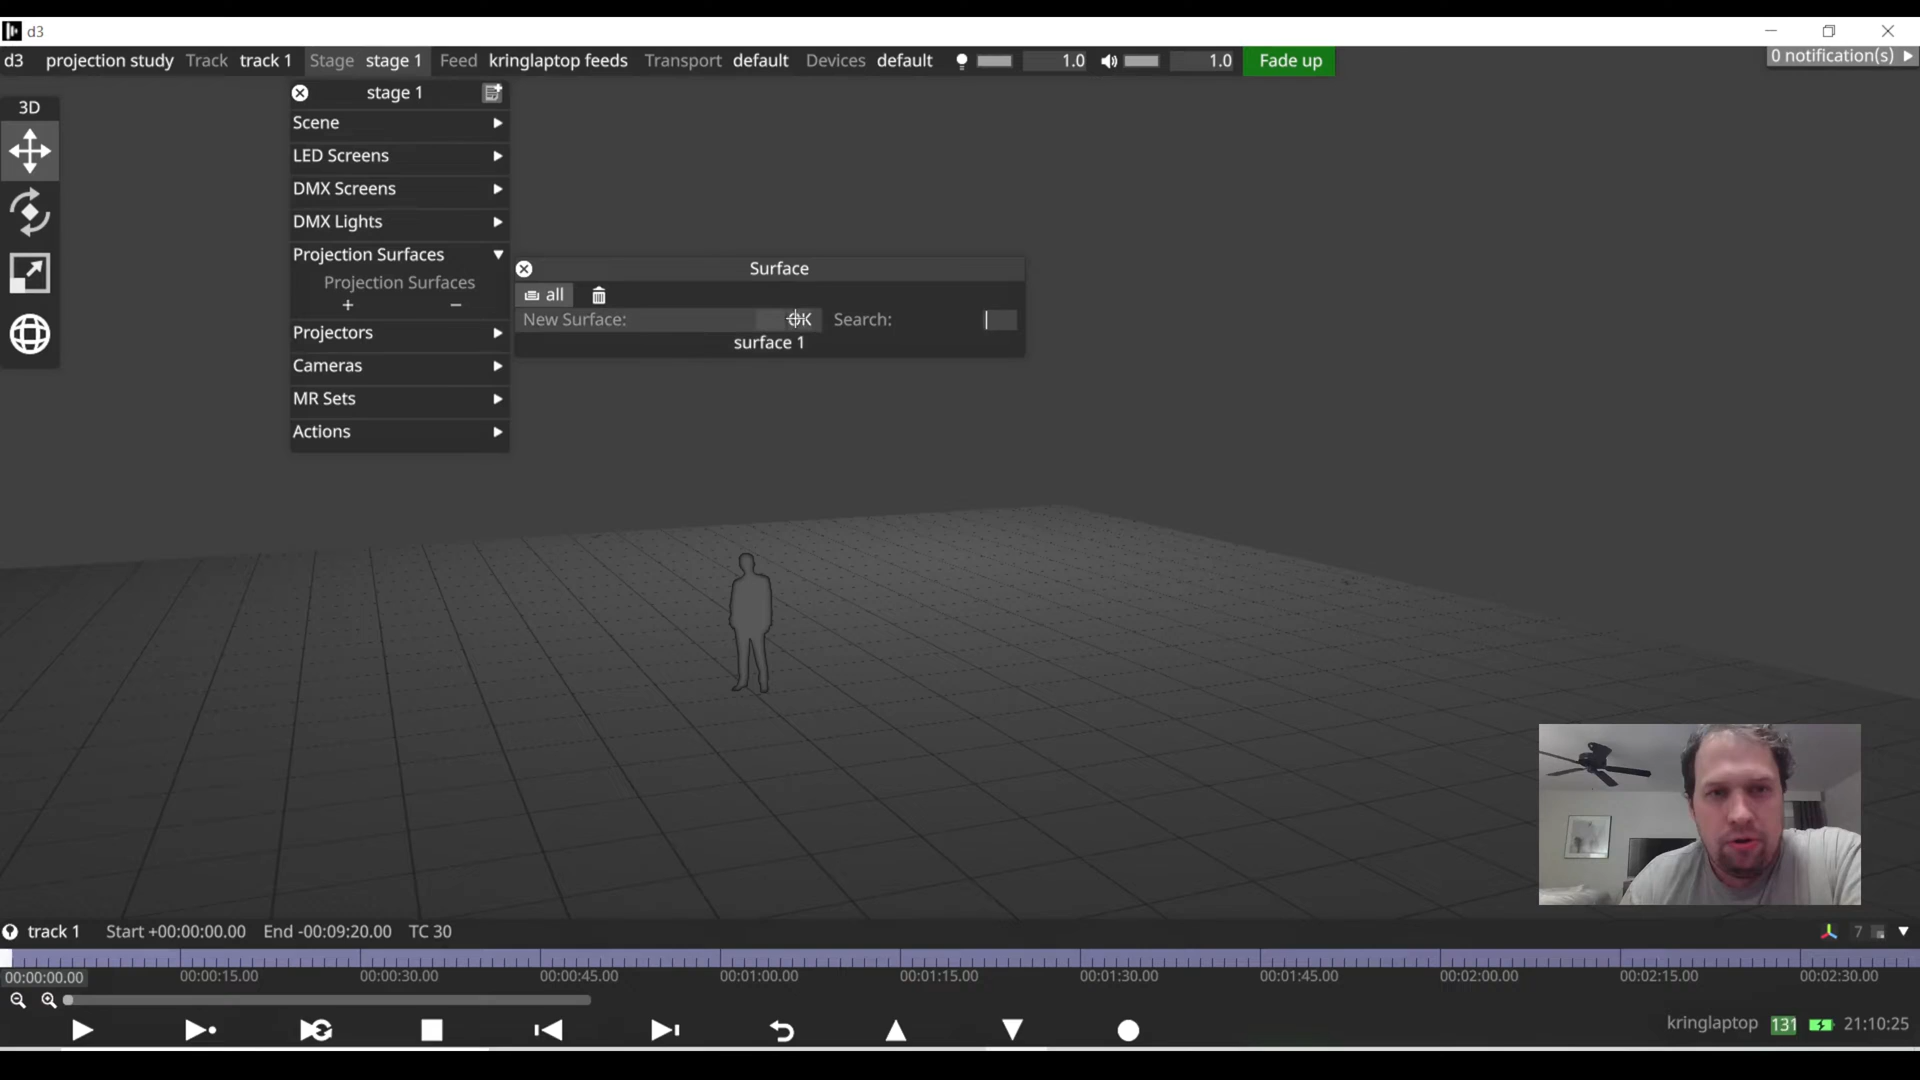 d3
d3 projection study Track track 1 Stage stage 1 Feed kringlaptop feeds Transport default Devices default 1.0 1.0 Fade up 0 notification(s)
3D
stage 1
Scene
LED Screens
DMX Screens
DMX Lights
Projection Surfaces
Projection Surfaces
+ −
Projectors
Cameras
MR Sets
Actions
Surface
all
New Surface: OK Search:
surface 1
track 1 Start +00:00:00.00 End -00:09:20.00 TC 30 7
00:00:00.00 00:00:15.00 00:00:30.00 00:00:45.00 00:01:00.00 00:01:15.00 00:01:30.00 00:01:45.00 00:02:00.00 00:02:15.00 00:02:30.00
kringlaptop 131 21:10:25